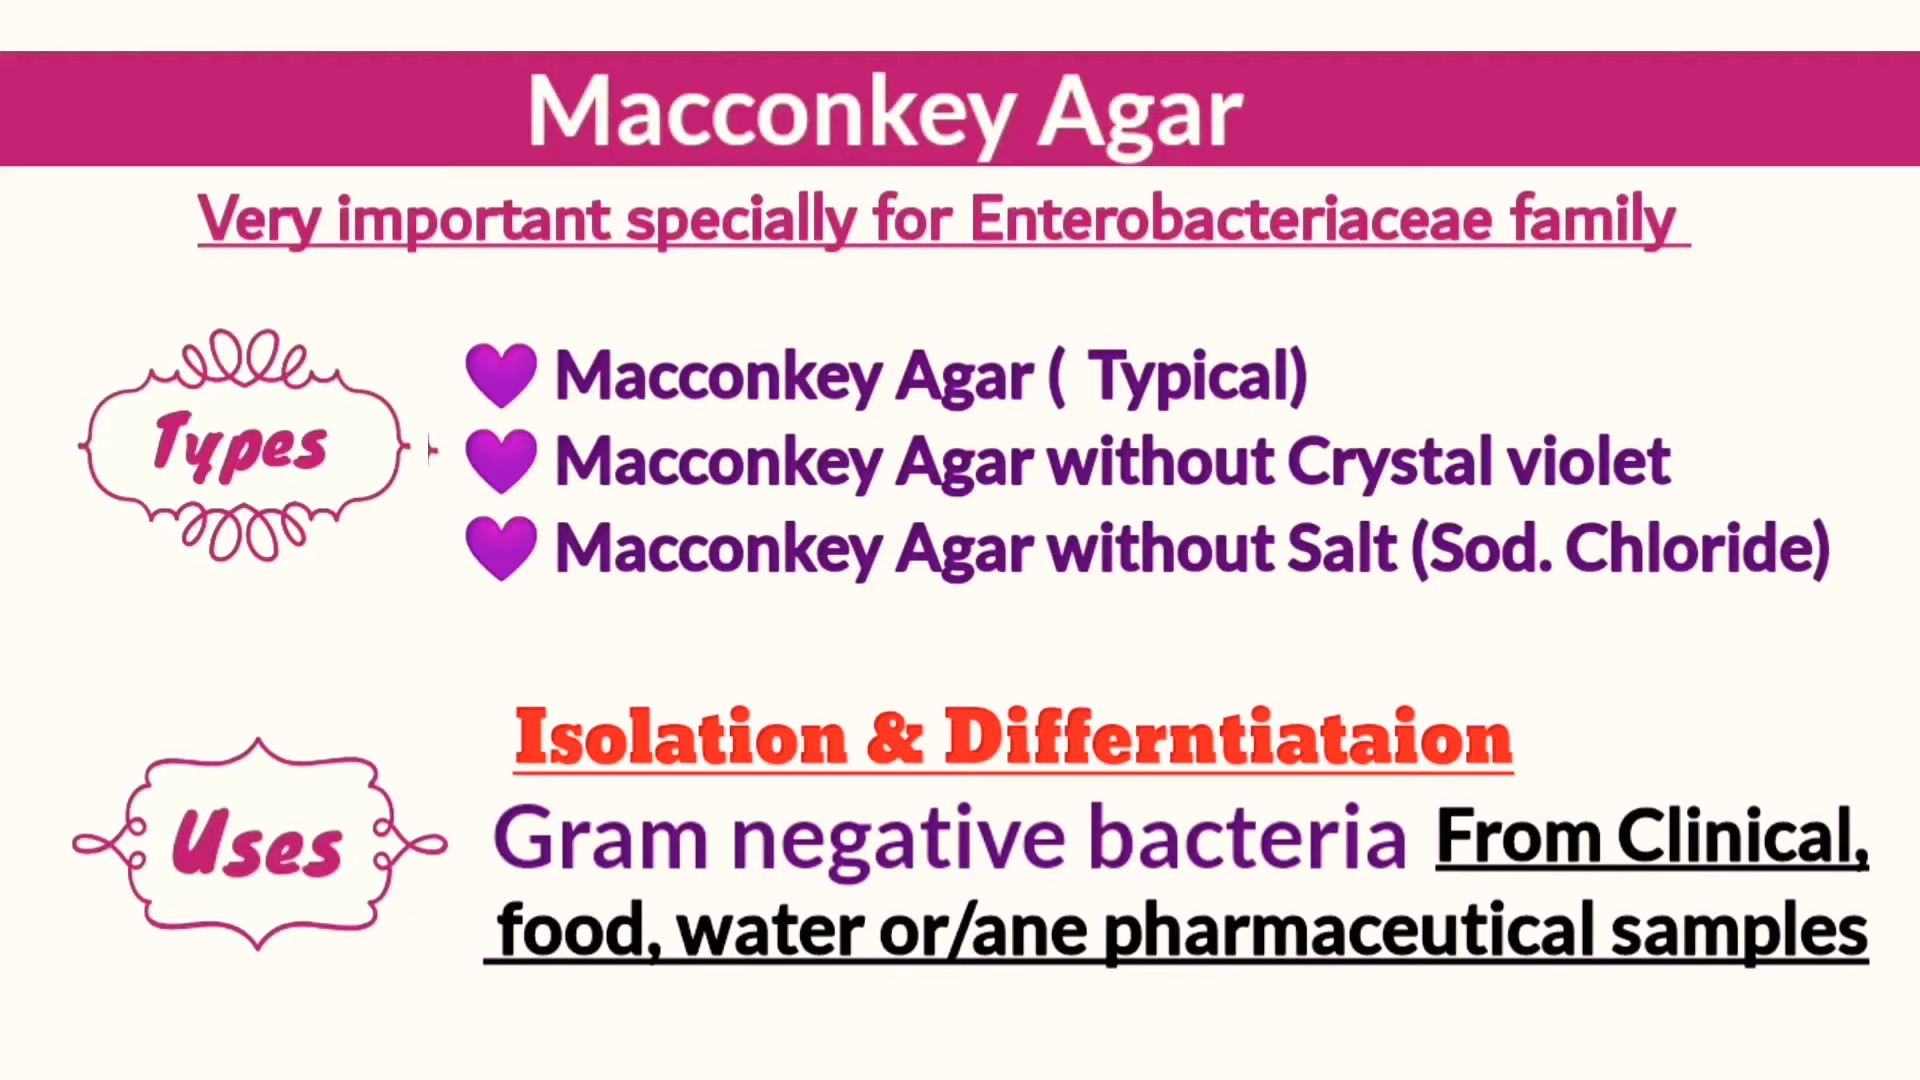 Macconkey Agar
Very important specially for Enterobacteriaceae family
Types
💜 Macconkey Agar ( Typical)
💜 Macconkey Agar without Crystal violet
💜 Macconkey Agar without Salt (Sod. Chloride)
Isolation & Differntiataion
Uses
Gram negative bacteria From Clinical,
food, water or/ane pharmaceutical samples